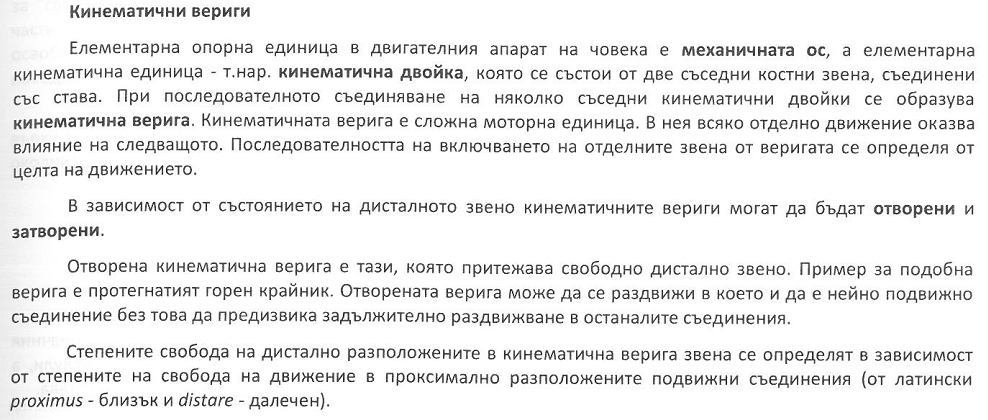 Кинематични вериги
Елементарна опорна единица в двигателния апарат на човека е механичната ос, а елементарна
кинематична единица - т.нар. кинематична двойка, която се състои от две съседни костни звена, съединени
със става. При последователното съединяване на няколко съседни кинематични двойки се образува
кинематична верига. Кинематичната верига е сложна моторна единица. В нея всяко отделно движение оказва
влияние на следващото. Последователността на включването на отделните звена от веригата се определя от
целта на движението.
В зависимост от състоянието на дисталното звено кинематичните вериги могат да бъдат отворени и
затворени.
Отворена кинематична верига е тази, която притежава свободно дистално звено. Пример за подобна
верига е протегнатият горен крайник. Отворената верига може да се раздвижи в което и да е нейно подвижно
съединение без това да предизвика задължително раздвижване в останалите съединения.
Степените свобода на дистално разположените в кинематична верига звена се определят в зависимост
от степените на свобода на движение в проксимално разположените подвижни съединения (от латински
proximus - близък и distare - далечен).